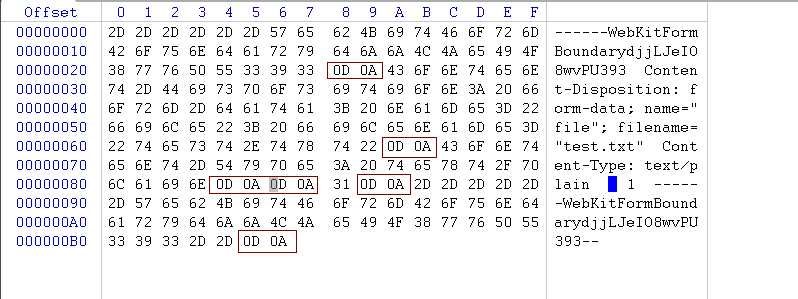 Offset 0 1 2 3 4 5 6 7 8 9 A B C D E F
00000000 2D 2D 2D 2D 2D 2D 57 65 62 4B 69 74 46 6F 72 6D ------WebKitForm
00000010 42 6F 75 6E 64 61 72 79 64 6A 6A 4C 4A 65 49 4F BoundarydjjLJeIO
00000020 38 77 76 50 55 33 39 33 0D 0A 43 6F 6E 74 65 6E 8wvPU393 Conten
00000030 74 2D 44 69 73 70 6F 73 69 74 69 6F 6E 3A 20 66 t-Disposition: f
00000040 6F 72 6D 2D 64 61 74 61 3B 20 6E 61 6D 65 3D 22 orm-data; name="
00000050 66 69 6C 65 22 3B 20 66 69 6C 65 6E 61 6D 65 3D file"; filename=
00000060 22 74 65 73 74 2E 74 78 74 22 0D 0A 43 6F 6E 74 "test.txt" Cont
00000070 65 6E 74 2D 54 79 70 65 3A 20 74 65 78 74 2F 70 ent-Type: text/p
00000080 6C 61 69 6E 0D 0A 0D 0A 31 0D 0A 2D 2D 2D 2D 2D lain 1 -----
00000090 2D 57 65 62 4B 69 74 46 6F 72 6D 42 6F 75 6E 64 -WebKitFormBound
000000A0 61 72 79 64 6A 6A 4C 4A 65 49 4F 38 77 76 50 55 arydjjLJeIO8wvPU
000000B0 33 39 33 2D 2D 0D 0A 393--